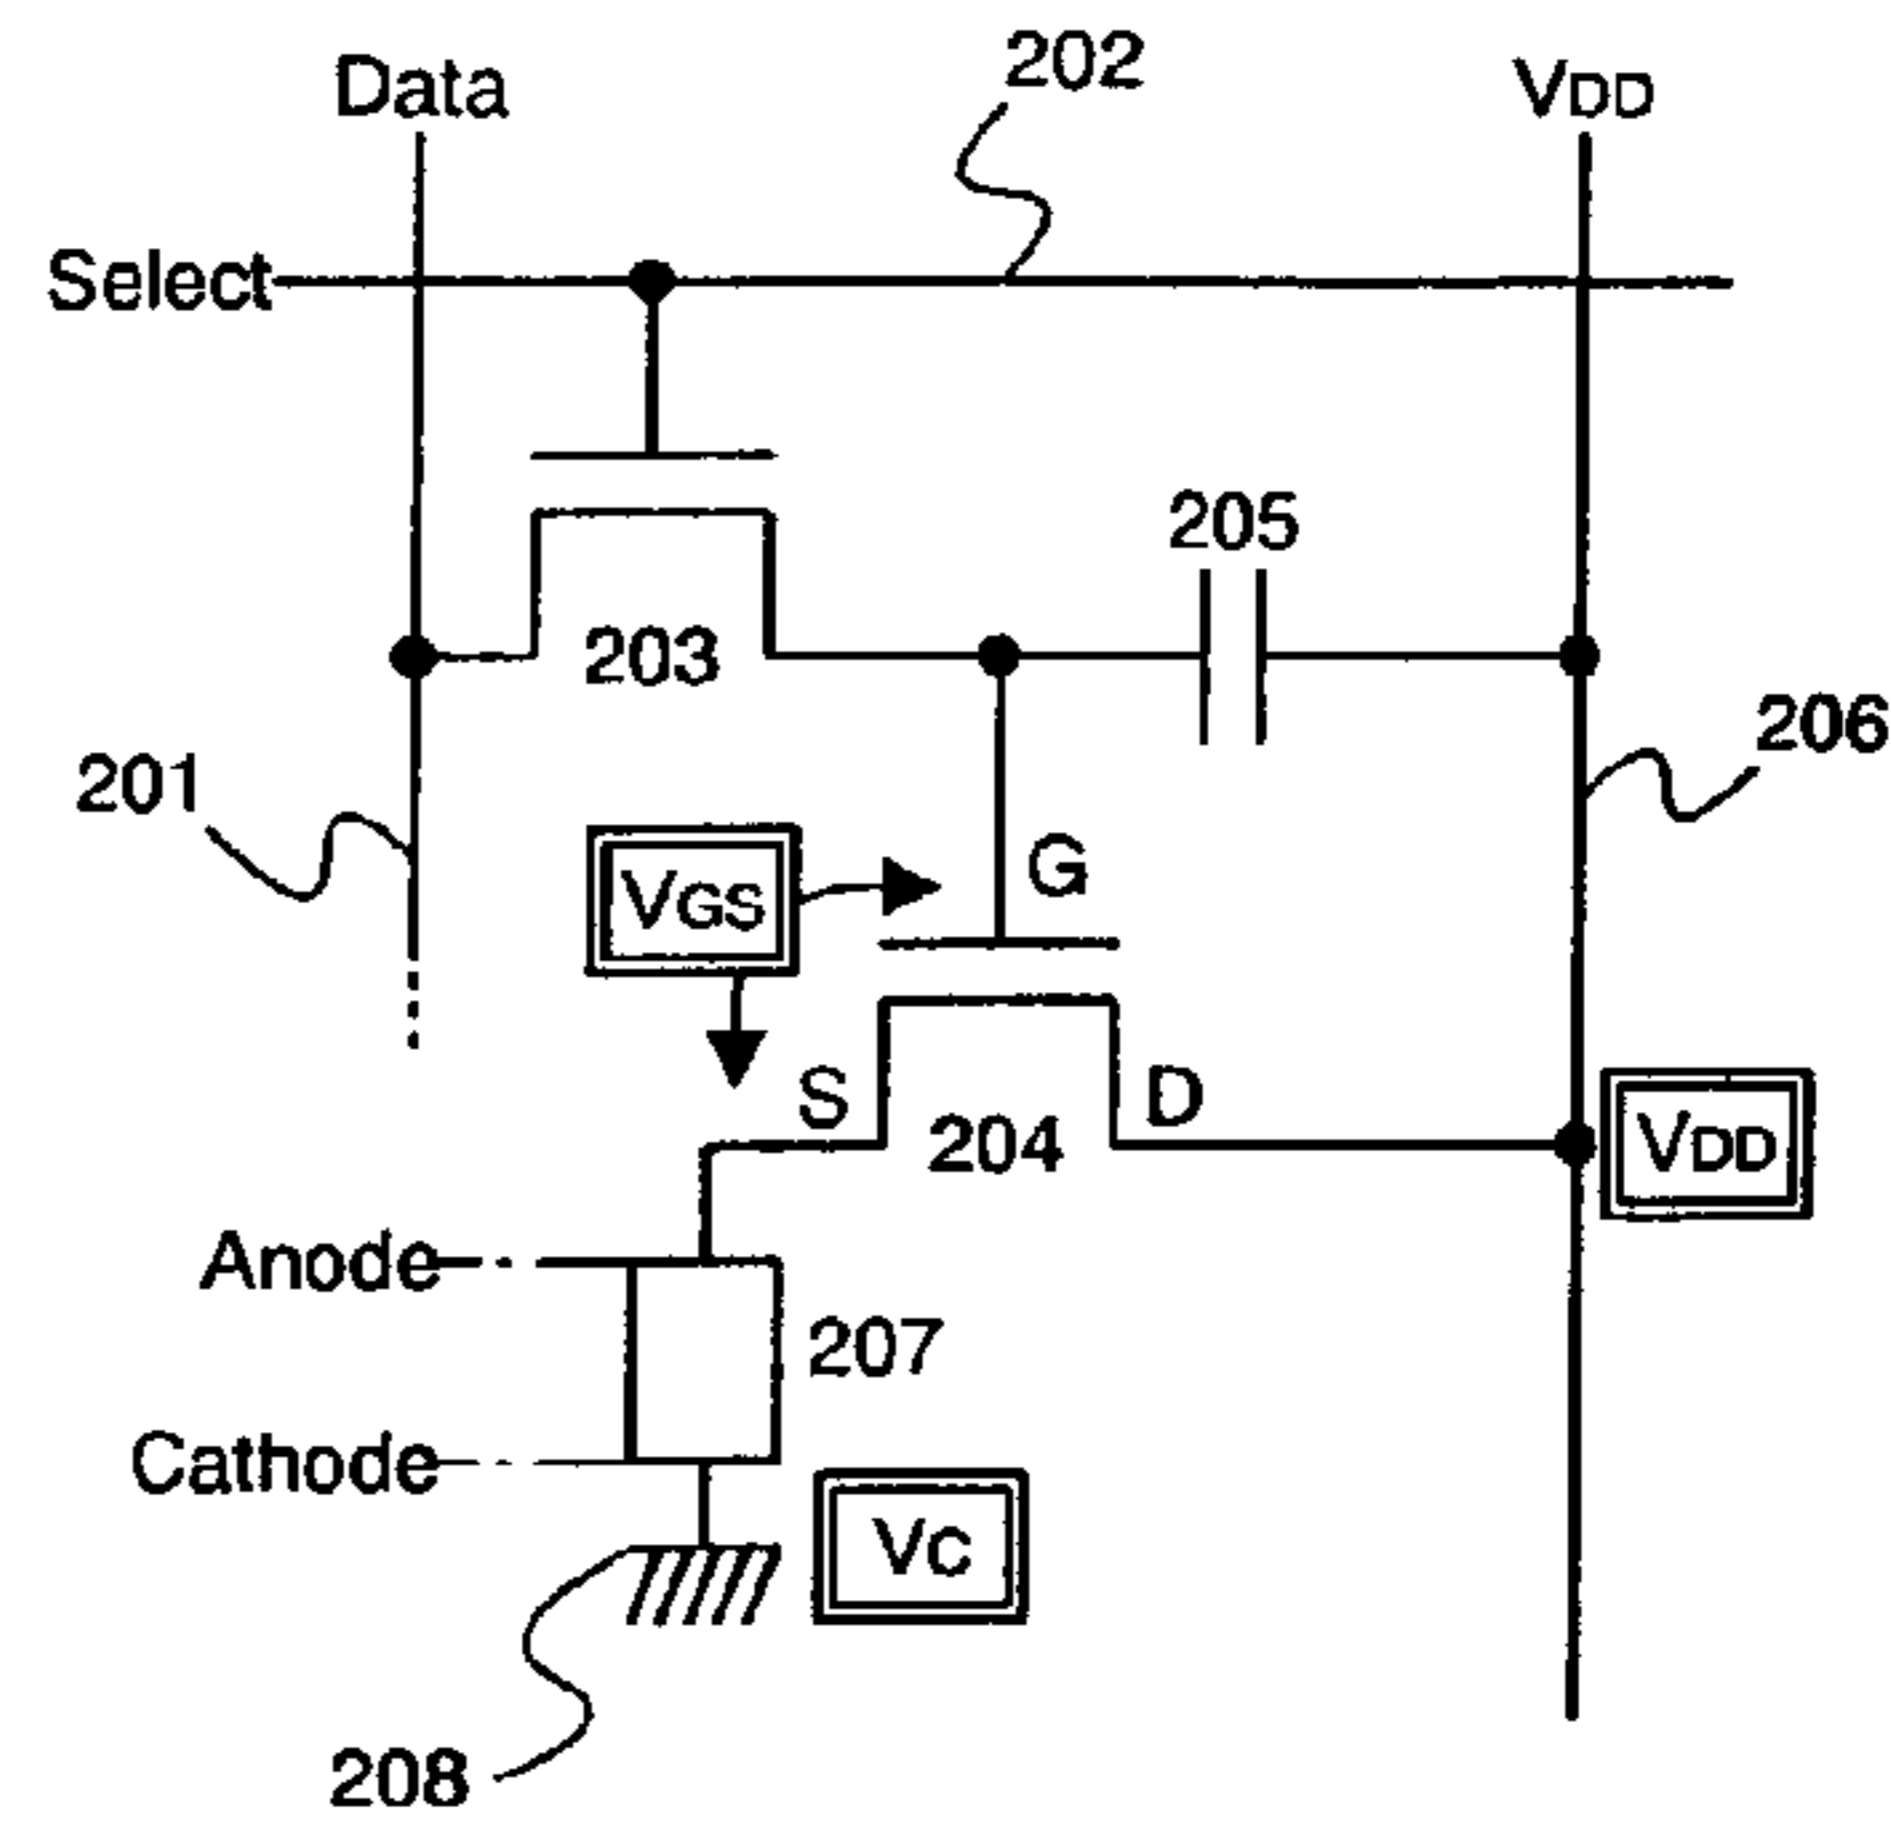 202
Data
VDD
Select
205
203
206
201
VGS
G
S
D
204
VDD
Anode
207
Cathode
VC
208